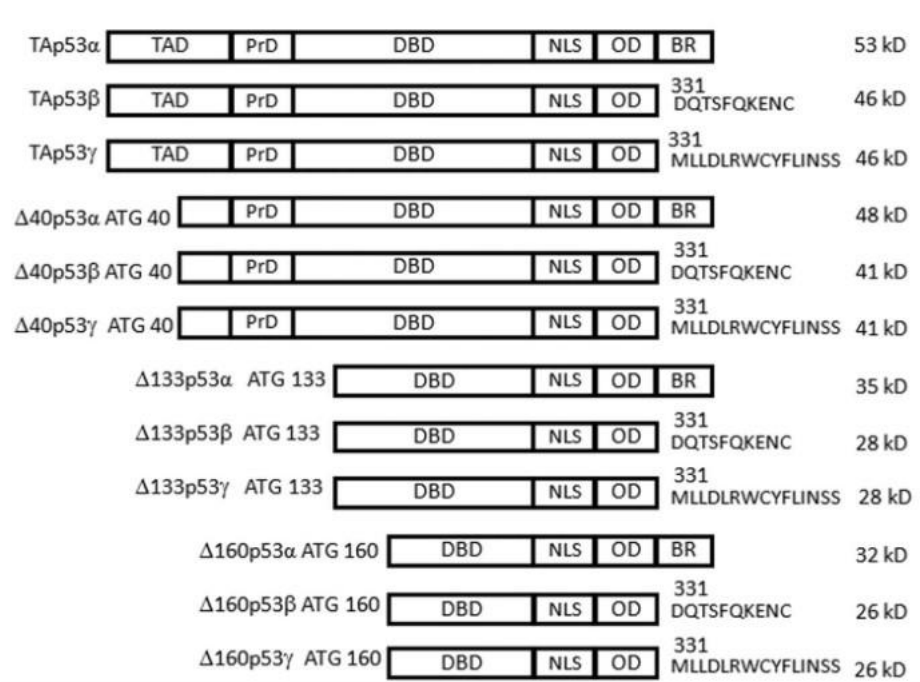 TAp53α TAD PrD DBD NLS OD BR 53 kD
331
TAp53β TAD PrD DBD NLS OD DQTSFQKENC 46 kD
331
TAp53γ TAD PrD DBD NLS OD MLLDLRWCYFLINSS 46 kD
Δ40p53α ATG 40 PrD DBD NLS OD BR 48 kD
331
Δ40p53β ATG 40 PrD DBD NLS OD DQTSFQKENC 41 kD
331
Δ40p53γ ATG 40 PrD DBD NLS OD MLLDLRWCYFLINSS 41 kD
Δ133p53α ATG 133 DBD NLS OD BR 35 kD
331
Δ133p53β ATG 133 DBD NLS OD DQTSFQKENC 28 kD
331
Δ133p53γ ATG 133 DBD NLS OD MLLDLRWCYFLINSS 28 kD
Δ160p53α ATG 160 DBD NLS OD BR 32 kD
331
Δ160p53β ATG 160 DBD NLS OD DQTSFQKENC 26 kD
331
Δ160p53γ ATG 160 DBD NLS OD MLLDLRWCYFLINSS 26 kD